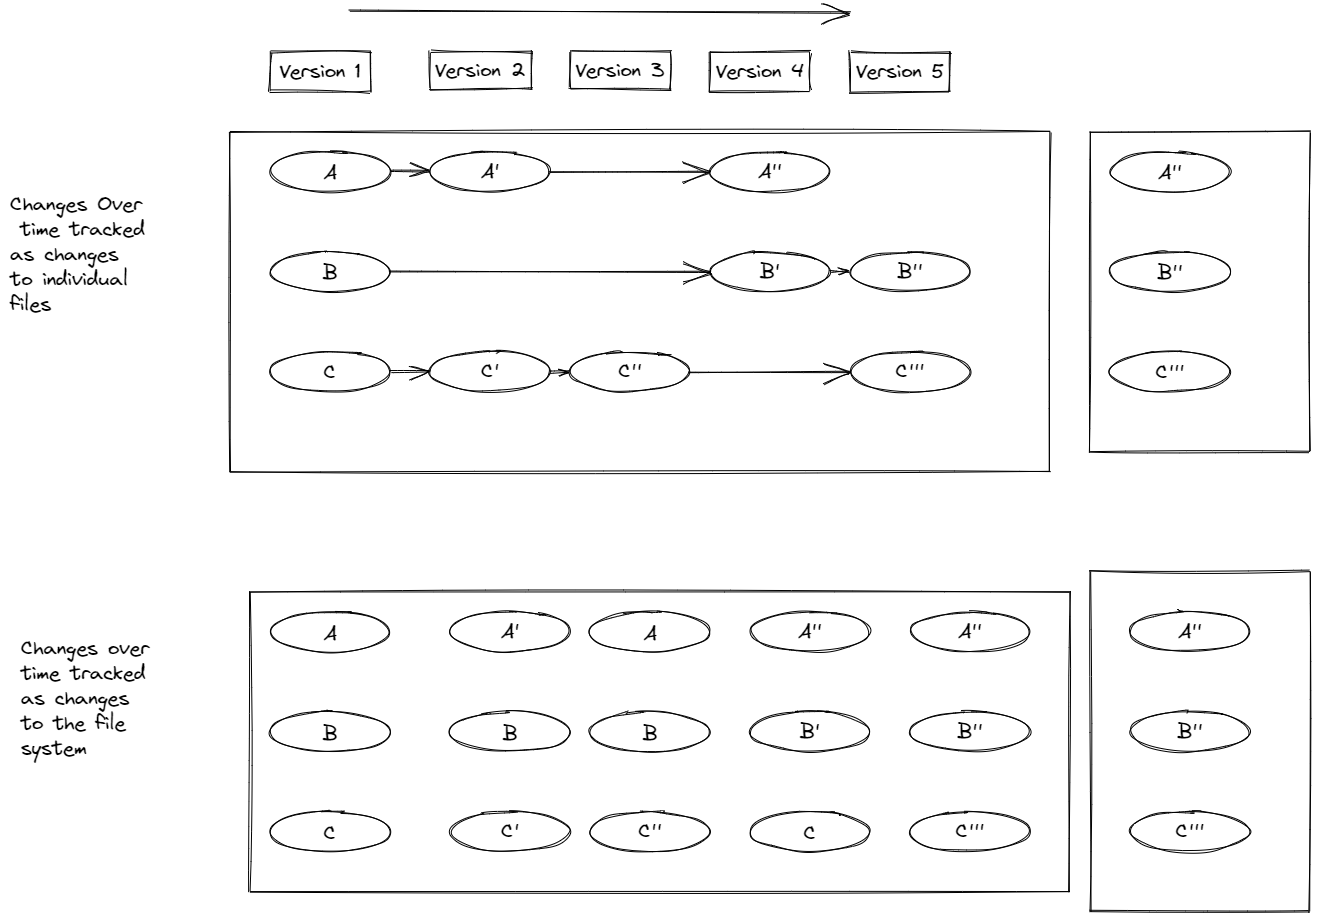 Version 1
Version 2
Version 3
Version 4
Version 5
Changes Over
time tracked
as changes
to individual
files
A
A'
A''
A''
B
B'
B''
B''
C
C'
C''
C'''
C'''
Changes over
time tracked
as changes
to the file
system
A
A'
A
A''
A''
A''
B
B
B
B'
B''
B''
C
C'
C''
C
C'''
C'''